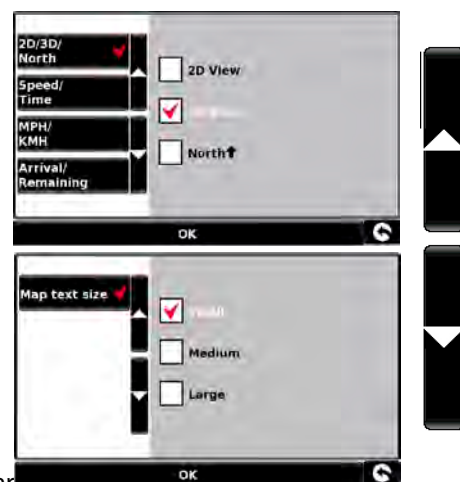 2D/3D/
North
Speed/
Time
MPH/
KMH
Arrival/
Remaining
2D View
North⬆
OK
Map text size
Medium
Large
OK